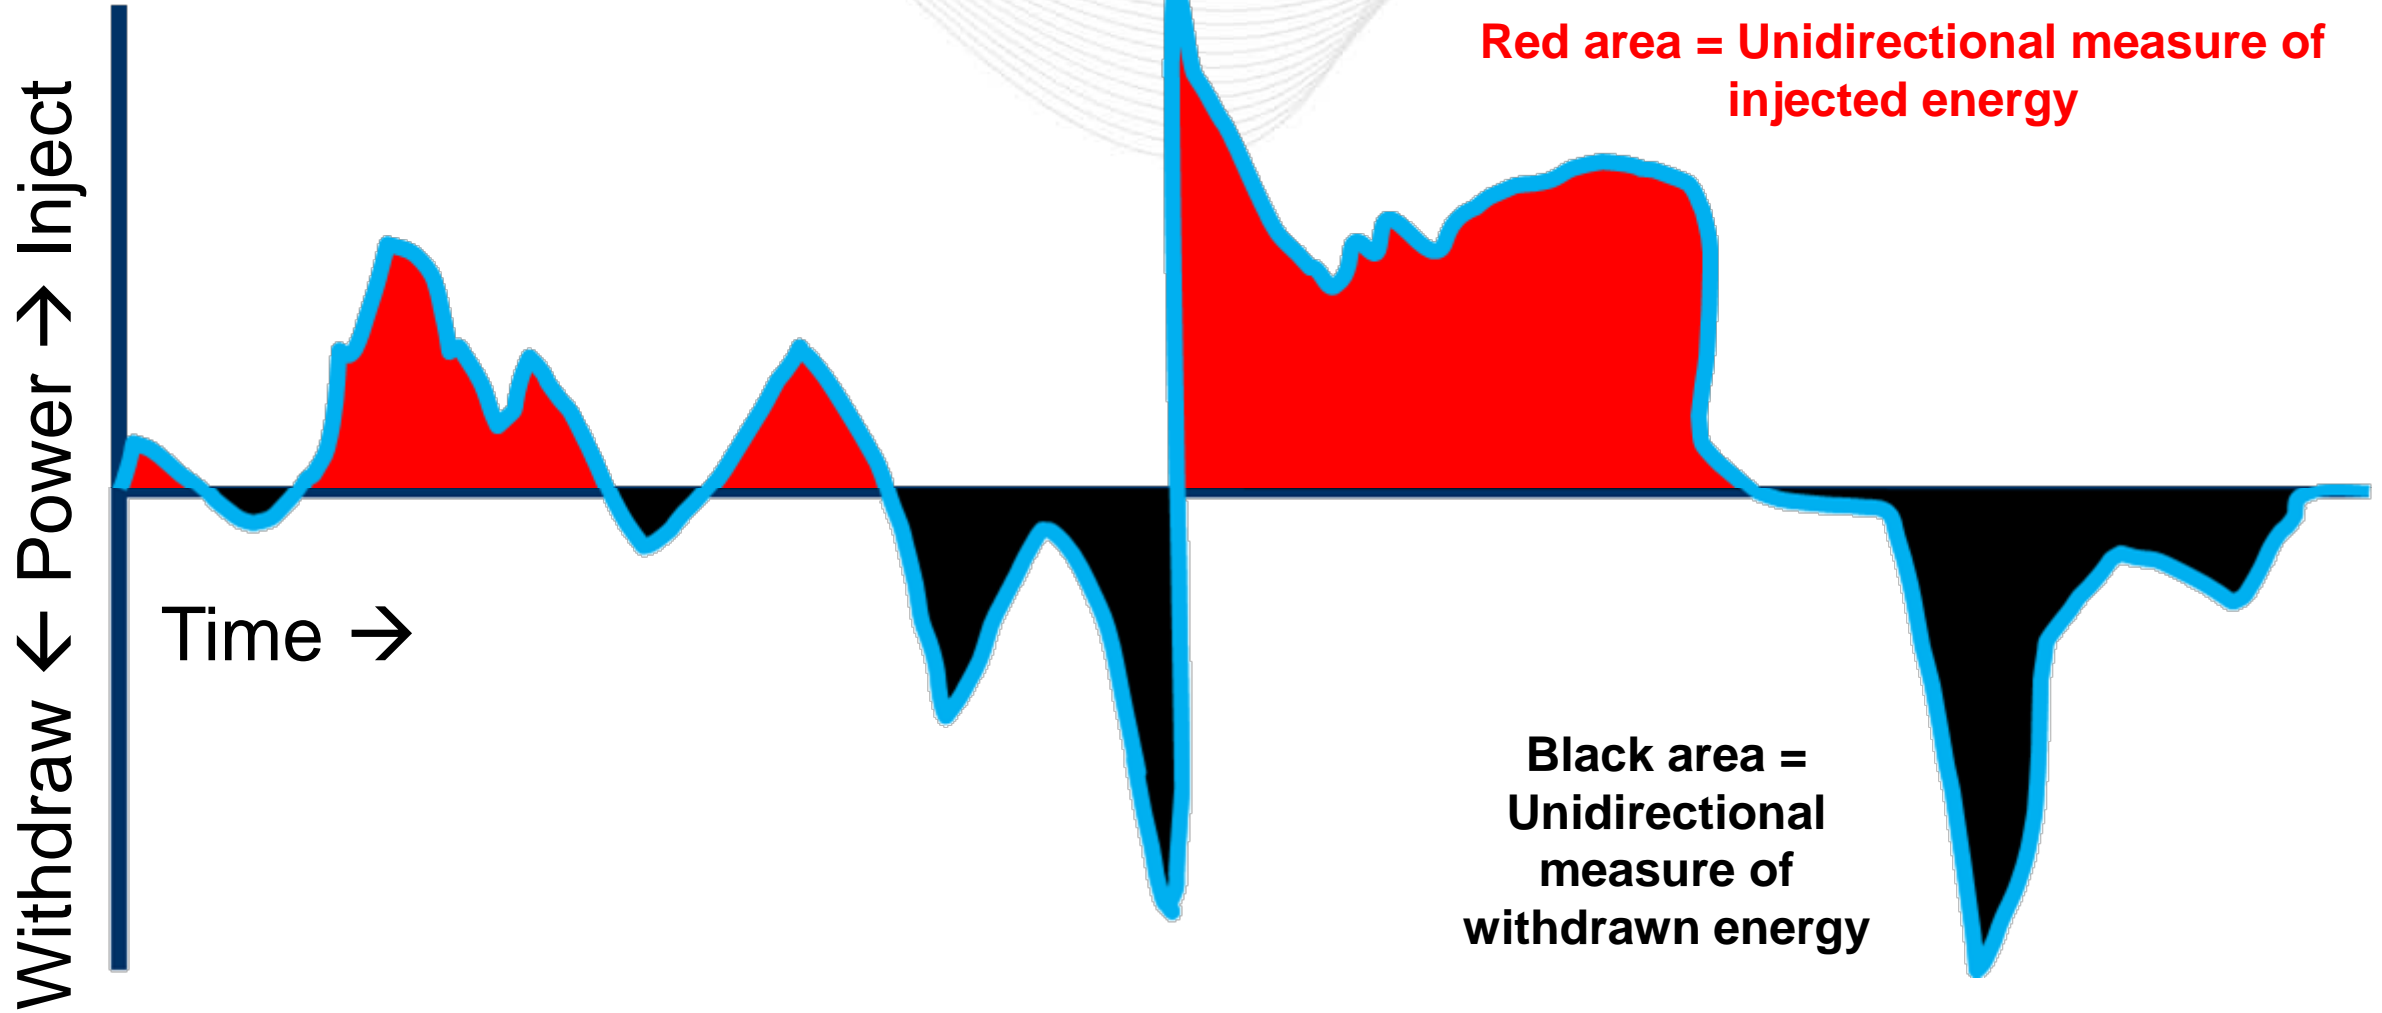 Withdraw ← Power → Inject
Red area = Unidirectional measure of
injected energy
Time →
Black area =
Unidirectional
measure of
withdrawn energy